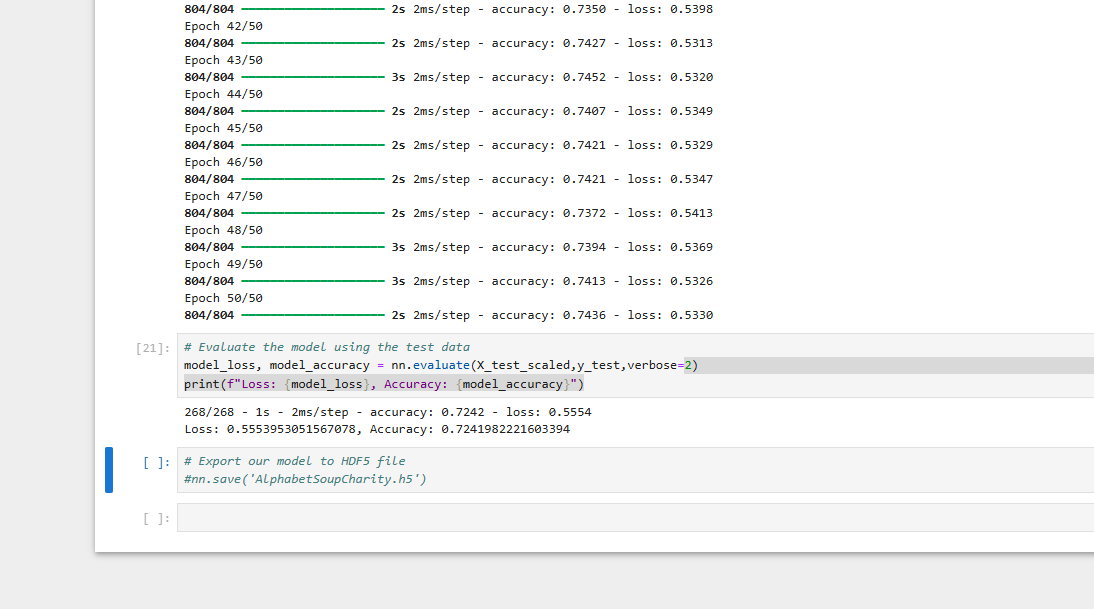 804/804 ━━━━━━━━━━━━━━━━━━━━ 2s 2ms/step - accuracy: 0.7350 - loss: 0.5398
Epoch 42/50
804/804 ━━━━━━━━━━━━━━━━━━━━ 2s 2ms/step - accuracy: 0.7427 - loss: 0.5313
Epoch 43/50
804/804 ━━━━━━━━━━━━━━━━━━━━ 3s 2ms/step - accuracy: 0.7452 - loss: 0.5320
Epoch 44/50
804/804 ━━━━━━━━━━━━━━━━━━━━ 2s 2ms/step - accuracy: 0.7407 - loss: 0.5349
Epoch 45/50
804/804 ━━━━━━━━━━━━━━━━━━━━ 2s 2ms/step - accuracy: 0.7421 - loss: 0.5329
Epoch 46/50
804/804 ━━━━━━━━━━━━━━━━━━━━ 2s 2ms/step - accuracy: 0.7421 - loss: 0.5347
Epoch 47/50
804/804 ━━━━━━━━━━━━━━━━━━━━ 2s 2ms/step - accuracy: 0.7372 - loss: 0.5413
Epoch 48/50
804/804 ━━━━━━━━━━━━━━━━━━━━ 3s 2ms/step - accuracy: 0.7394 - loss: 0.5369
Epoch 49/50
804/804 ━━━━━━━━━━━━━━━━━━━━ 3s 2ms/step - accuracy: 0.7413 - loss: 0.5326
Epoch 50/50
804/804 ━━━━━━━━━━━━━━━━━━━━ 2s 2ms/step - accuracy: 0.7436 - loss: 0.5330
[21]: # Evaluate the model using the test data
model_loss, model_accuracy = nn.evaluate(X_test_scaled,y_test,verbose=2)
print(f"Loss: {model_loss}, Accuracy: {model_accuracy}")
268/268 - 1s - 2ms/step - accuracy: 0.7242 - loss: 0.5554
Loss: 0.5553953051567078, Accuracy: 0.7241982221603394
[ ]: # Export our model to HDF5 file
#nn.save('AlphabetSoupCharity.h5')
[ ]: